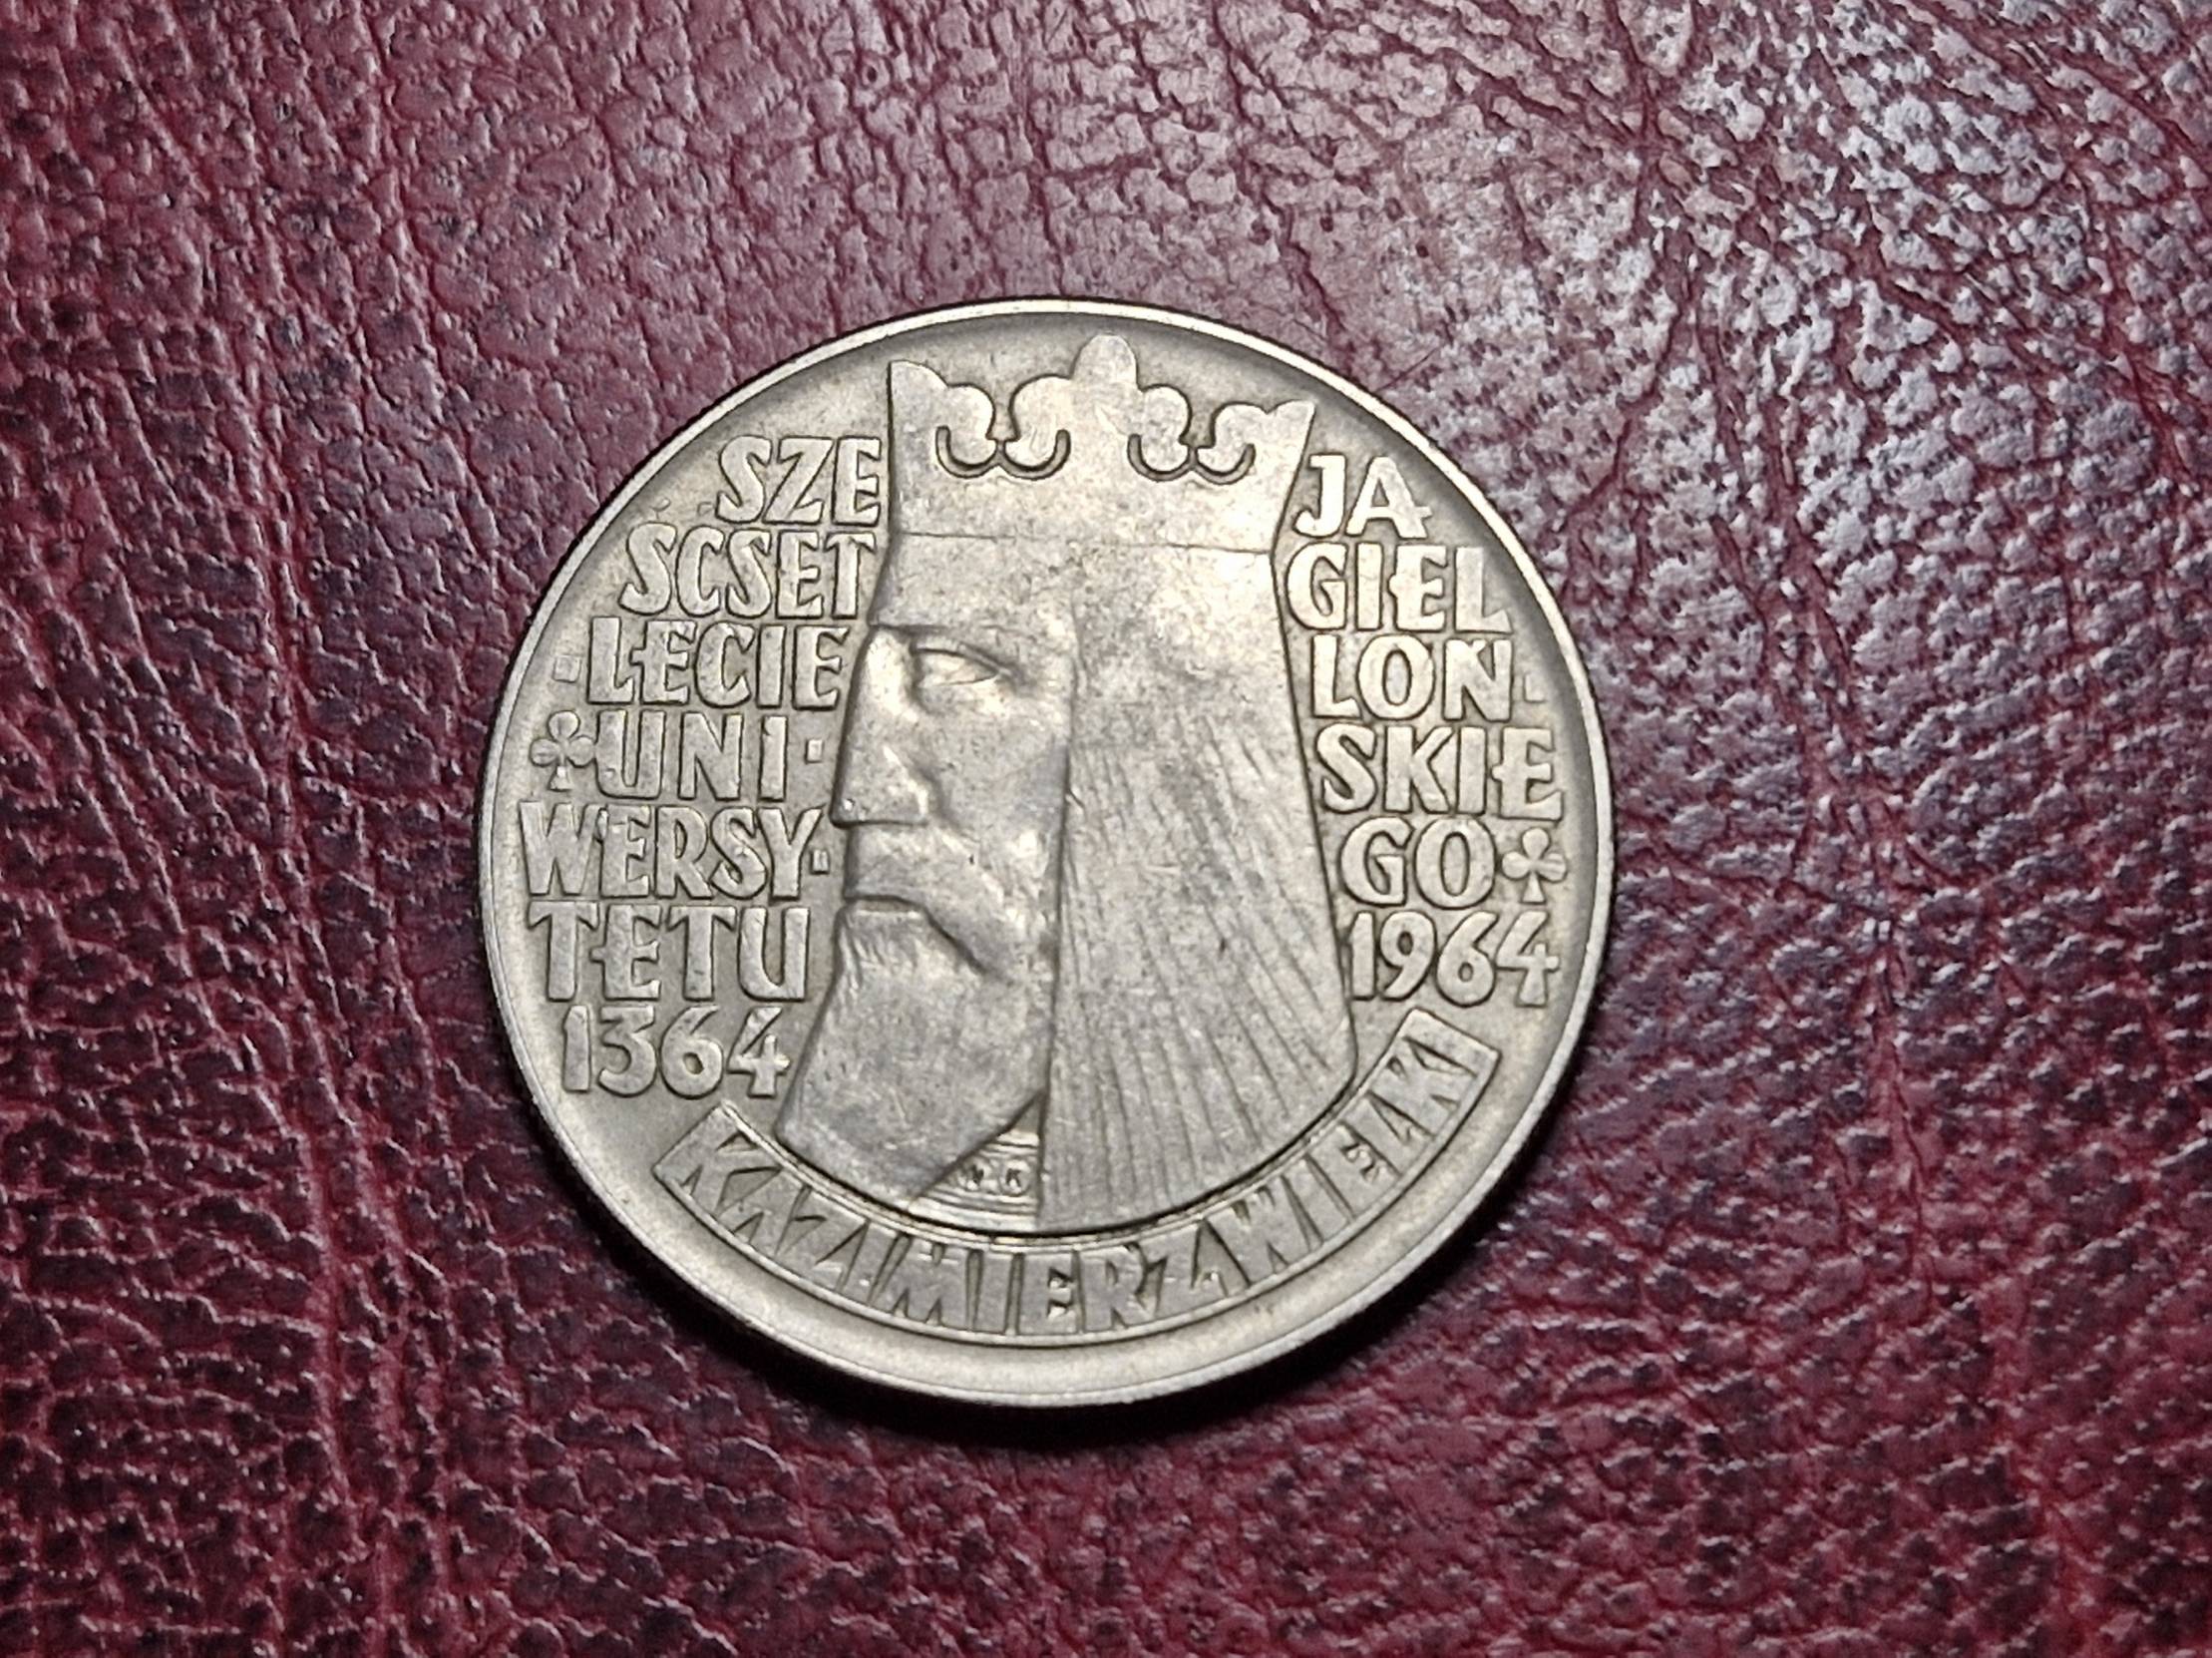 SZE
SCSET
LECIE
UNI·
WERSY·
TETU
1364
JA
GIEL
LON·
SKIE
GO
1964
KAZIMIERZ WIELKI
W.K